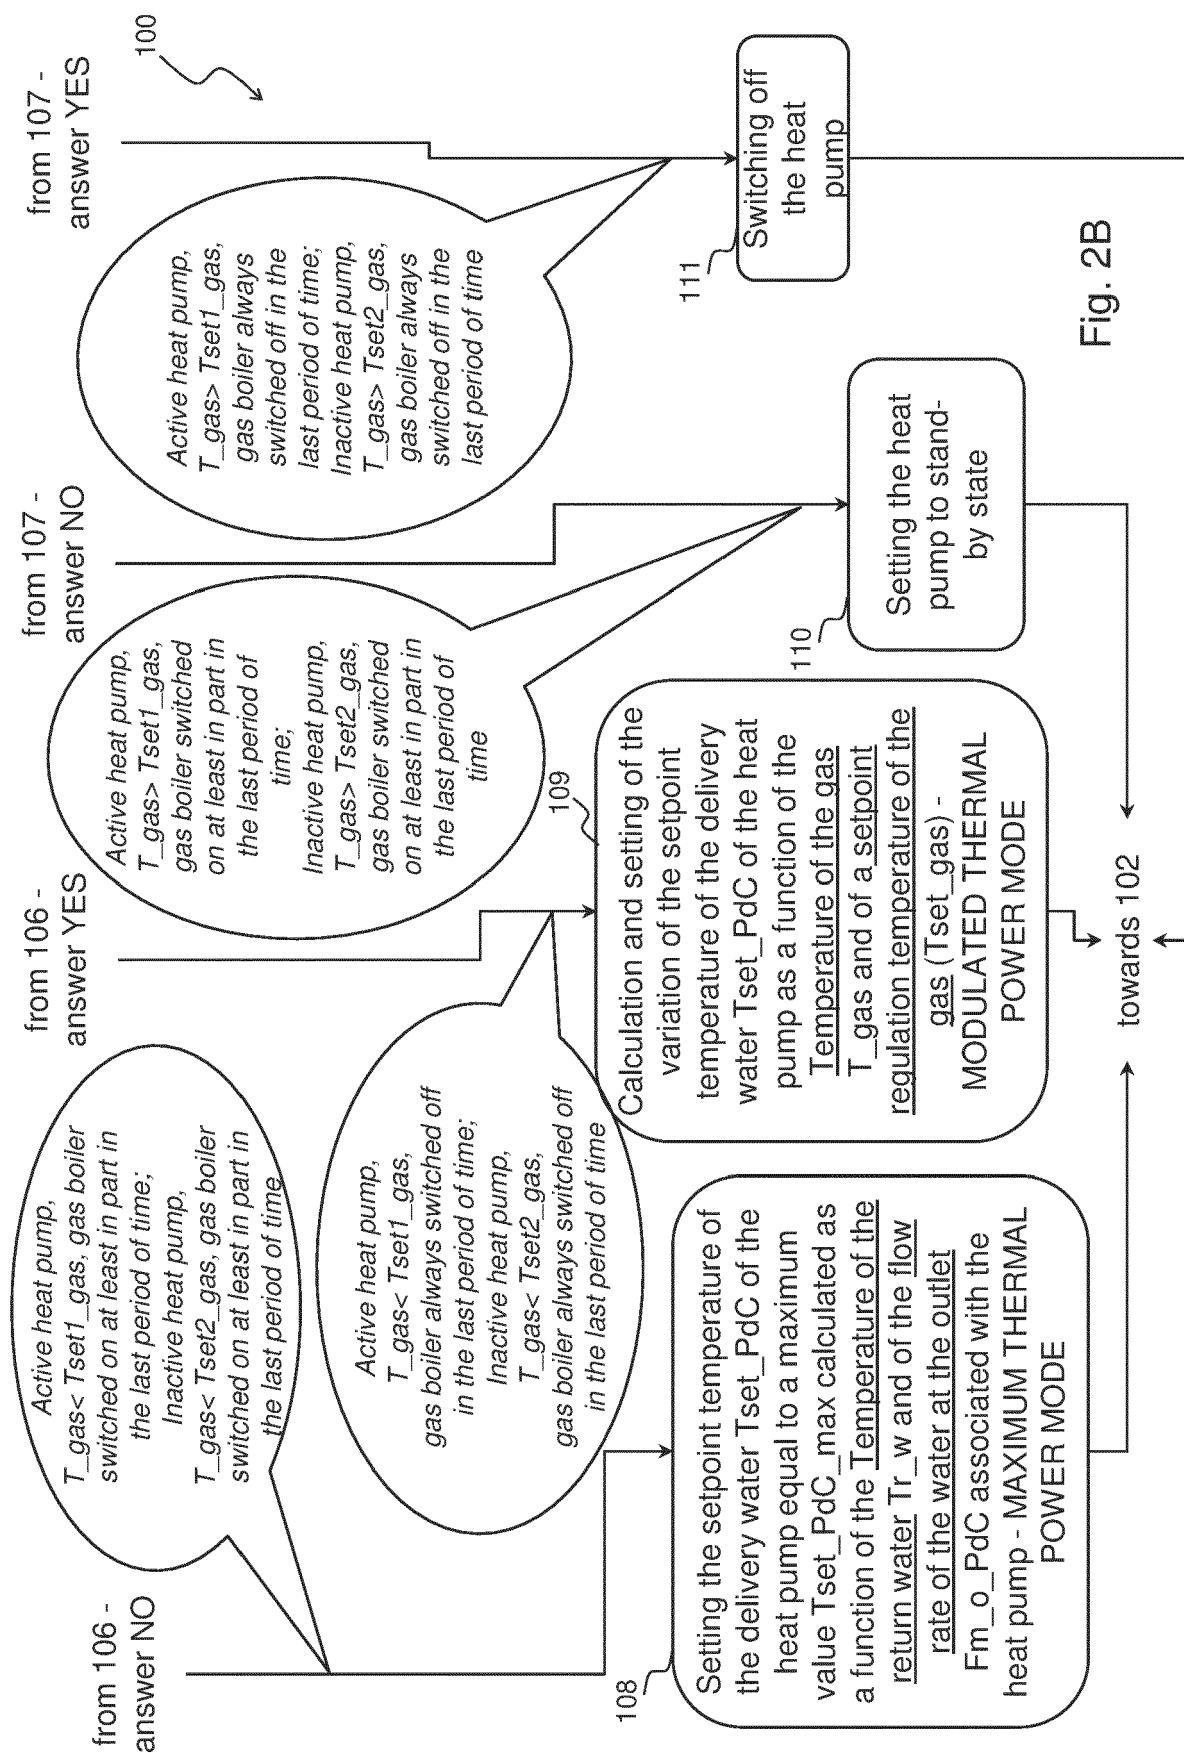 from 106 -
answer NO
Active heat pump,
T_gas< Tset1_gas, gas boiler
switched on at least in part in
the last period of time;
Inactive heat pump,
T_gas< Tset2_gas, gas boiler
switched on at least in part in
the last period of time
108
Setting the setpoint temperature of
the delivery water Tset_PdC of the
heat pump equal to a maximum
value Tset_PdC_max calculated as
a function of the Temperature of the
return water Tr_w and of the flow
rate of the water at the outlet
Fm_o_PdC associated with the
heat pump - MAXIMUM THERMAL
POWER MODE
from 106 -
answer YES
Active heat pump,
T_gas< Tset1_gas,
gas boiler always switched off
in the last period of time;
Inactive heat pump,
T_gas< Tset2_gas,
gas boiler always switched off
in the last period of time
109
Calculation and setting of the
variation of the setpoint
temperature of the delivery
water Tset_PdC of the heat
pump as a function of the
Temperature of the gas
T_gas and of a setpoint
regulation temperature of the
gas (Tset_gas) -
MODULATED THERMAL
POWER MODE
from 107 -
answer NO
Active heat pump,
T_gas> Tset1_gas,
gas boiler switched
on at least in part in
the last period of
time;
Inactive heat pump,
T_gas> Tset2_gas,
gas boiler switched
on at least in part in
the last period of
time
110
Setting the heat
pump to stand-
by state
from 107 -
answer YES
100
Active heat pump,
T_gas> Tset1_gas,
gas boiler always
switched off in the
last period of time;
Inactive heat pump,
T_gas> Tset2_gas,
gas boiler always
switched off in the
last period of time
111
Switching off
the heat
pump
towards 102
Fig. 2B